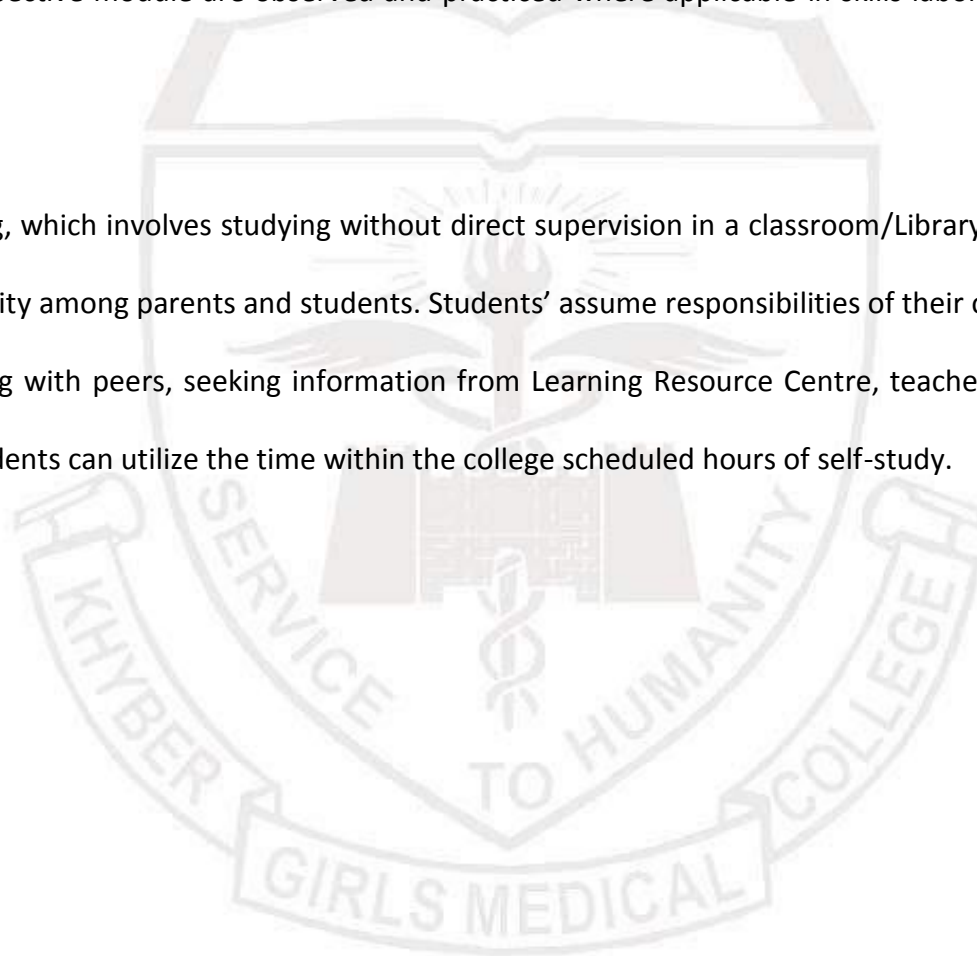 ective module are observed and practiced where applicable in skills labor
g, which involves studying without direct supervision in a classroom/Library
ity among parents and students. Students’ assume responsibilities of their
g with peers, seeking information from Learning Resource Centre, teache
dents can utilize the time within the college scheduled hours of self-study.
SERVICE TO HUMANITY
KHYBER GIRLS MEDICAL COLLEGE